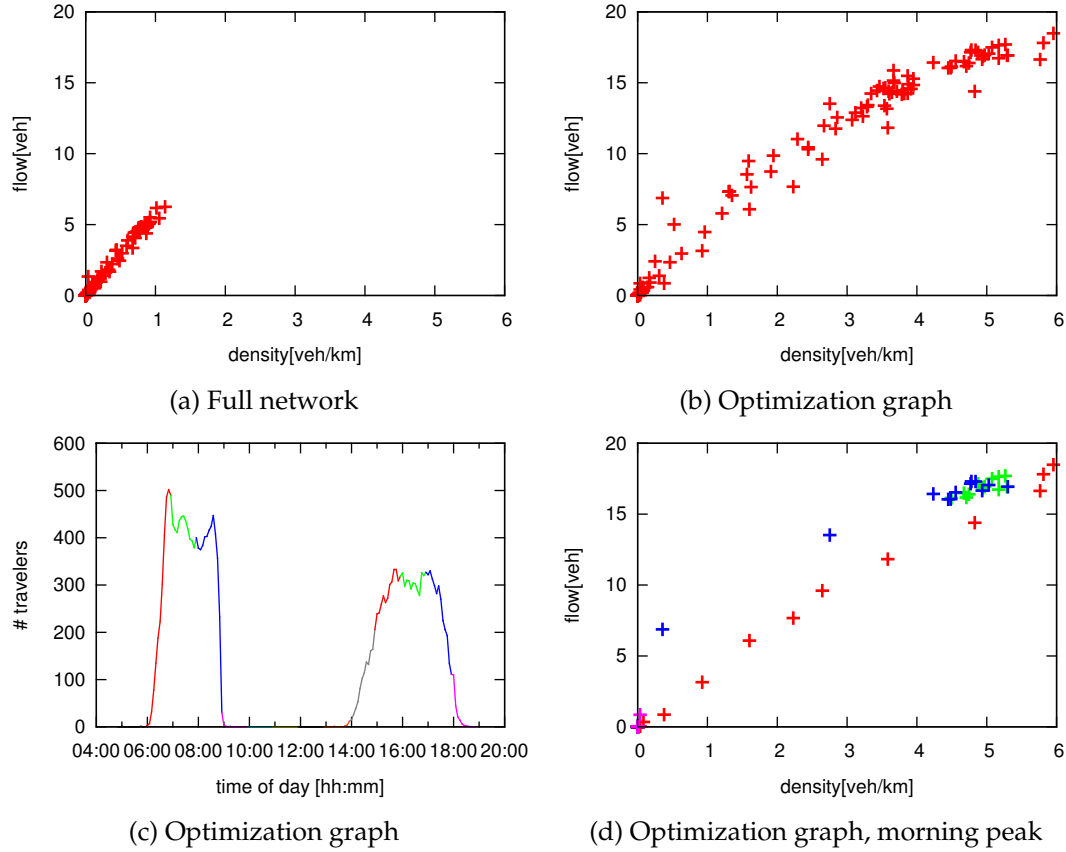 20
15
10
5
0
flow[veh]
0 1 2 3 4 5 6
density[veh/km]
(a) Full network
20
15
10
5
0
flow[veh]
0 1 2 3 4 5 6
density[veh/km]
(b) Optimization graph
600
500
400
300
200
100
0
# travelers
04:00 06:00 08:00 10:00 12:00 14:00 16:00 18:00 20:00
time of day [hh:mm]
(c) Optimization graph
20
15
10
5
0
flow[veh]
0 1 2 3 4 5 6
density[veh/km]
(d) Optimization graph, morning peak